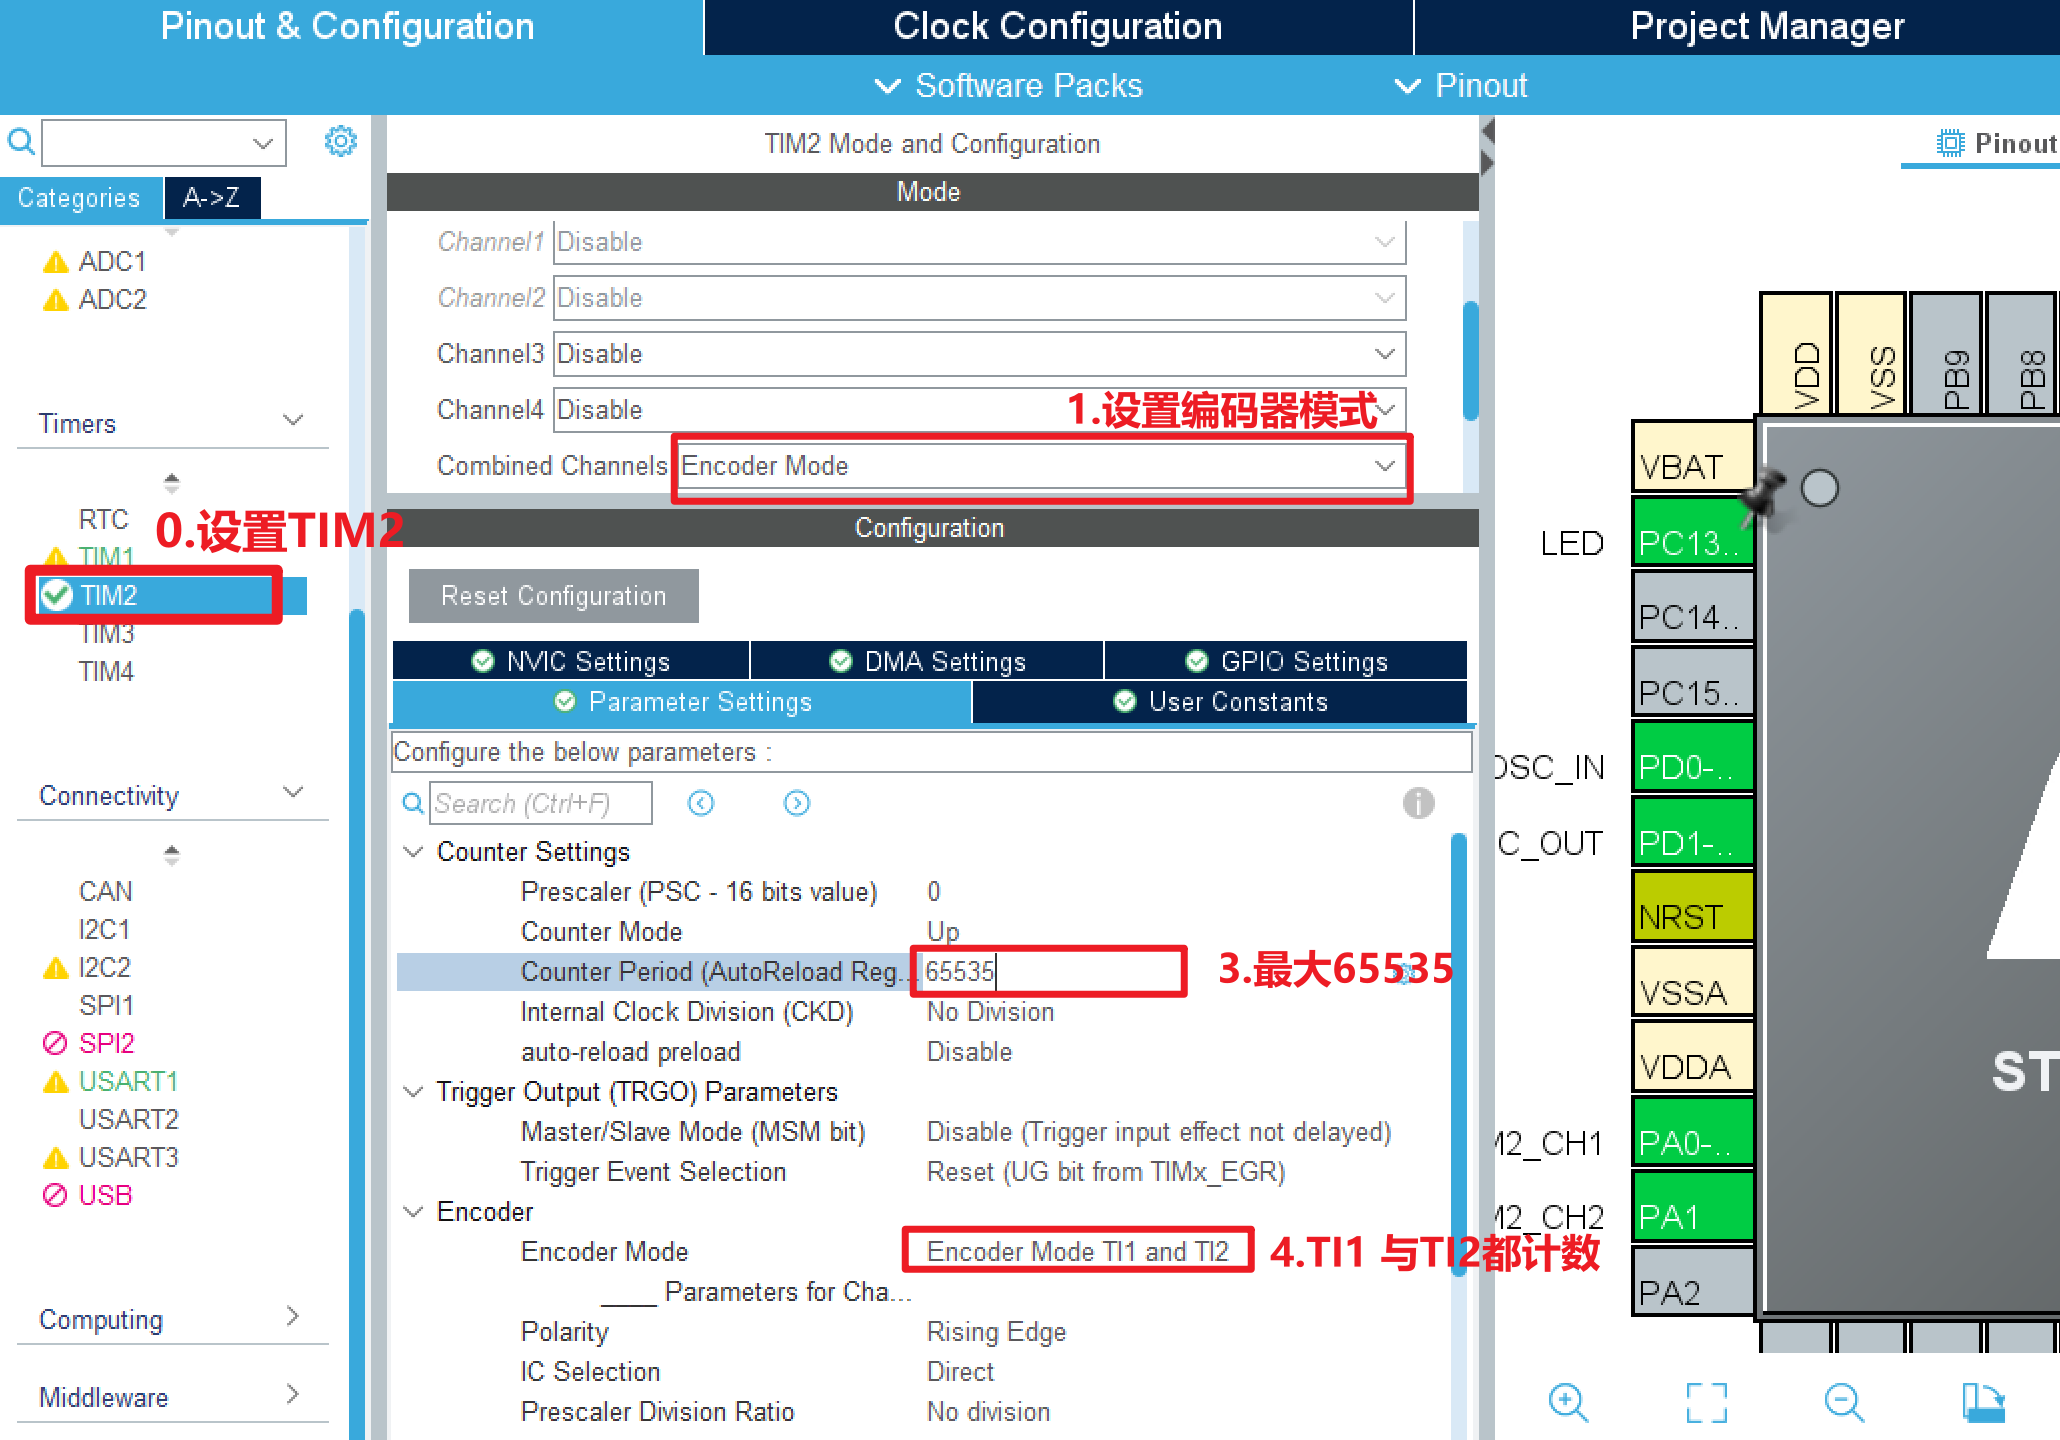 Pinout & Configuration
Clock Configuration
Project Manager
Software Packs
Pinout
Categories
A->Z
ADC1
ADC2
Timers
RTC
0.设置TIM2
TIM1
TIM2
TIM3
TIM4
Connectivity
CAN
I2C1
I2C2
SPI1
SPI2
USART1
USART2
USART3
USB
Computing
Middleware
TIM2 Mode and Configuration
Mode
Channel1 Disable
Channel2 Disable
Channel3 Disable
Channel4 Disable
1.设置编码器模式
Combined Channels Encoder Mode
Configuration
Reset Configuration
NVIC Settings
DMA Settings
GPIO Settings
Parameter Settings
User Constants
Configure the below parameters :
Search (Ctrl+F)
Counter Settings
Prescaler (PSC - 16 bits value) 0
Counter Mode Up
Counter Period (AutoReload Reg... 65535
3.最大65535
Internal Clock Division (CKD) No Division
auto-reload preload Disable
Trigger Output (TRGO) Parameters
Master/Slave Mode (MSM bit) Disable (Trigger input effect not delayed)
Trigger Event Selection Reset (UG bit from TIMx_EGR)
Encoder
Encoder Mode Encoder Mode TI1 and TI2
4.TI1 与TI2都计数
____ Parameters for Cha...
Polarity Rising Edge
IC Selection Direct
Prescaler Division Ratio No division
Pinout
VDD
VSS
PB9
PB8
VBAT
LED
PC13..
PC14..
PC15..
OSC_IN
PD0-..
C_OUT
PD1-..
NRST
VSSA
VDDA
ST
M2_CH1
PA0-..
M2_CH2
PA1
PA2